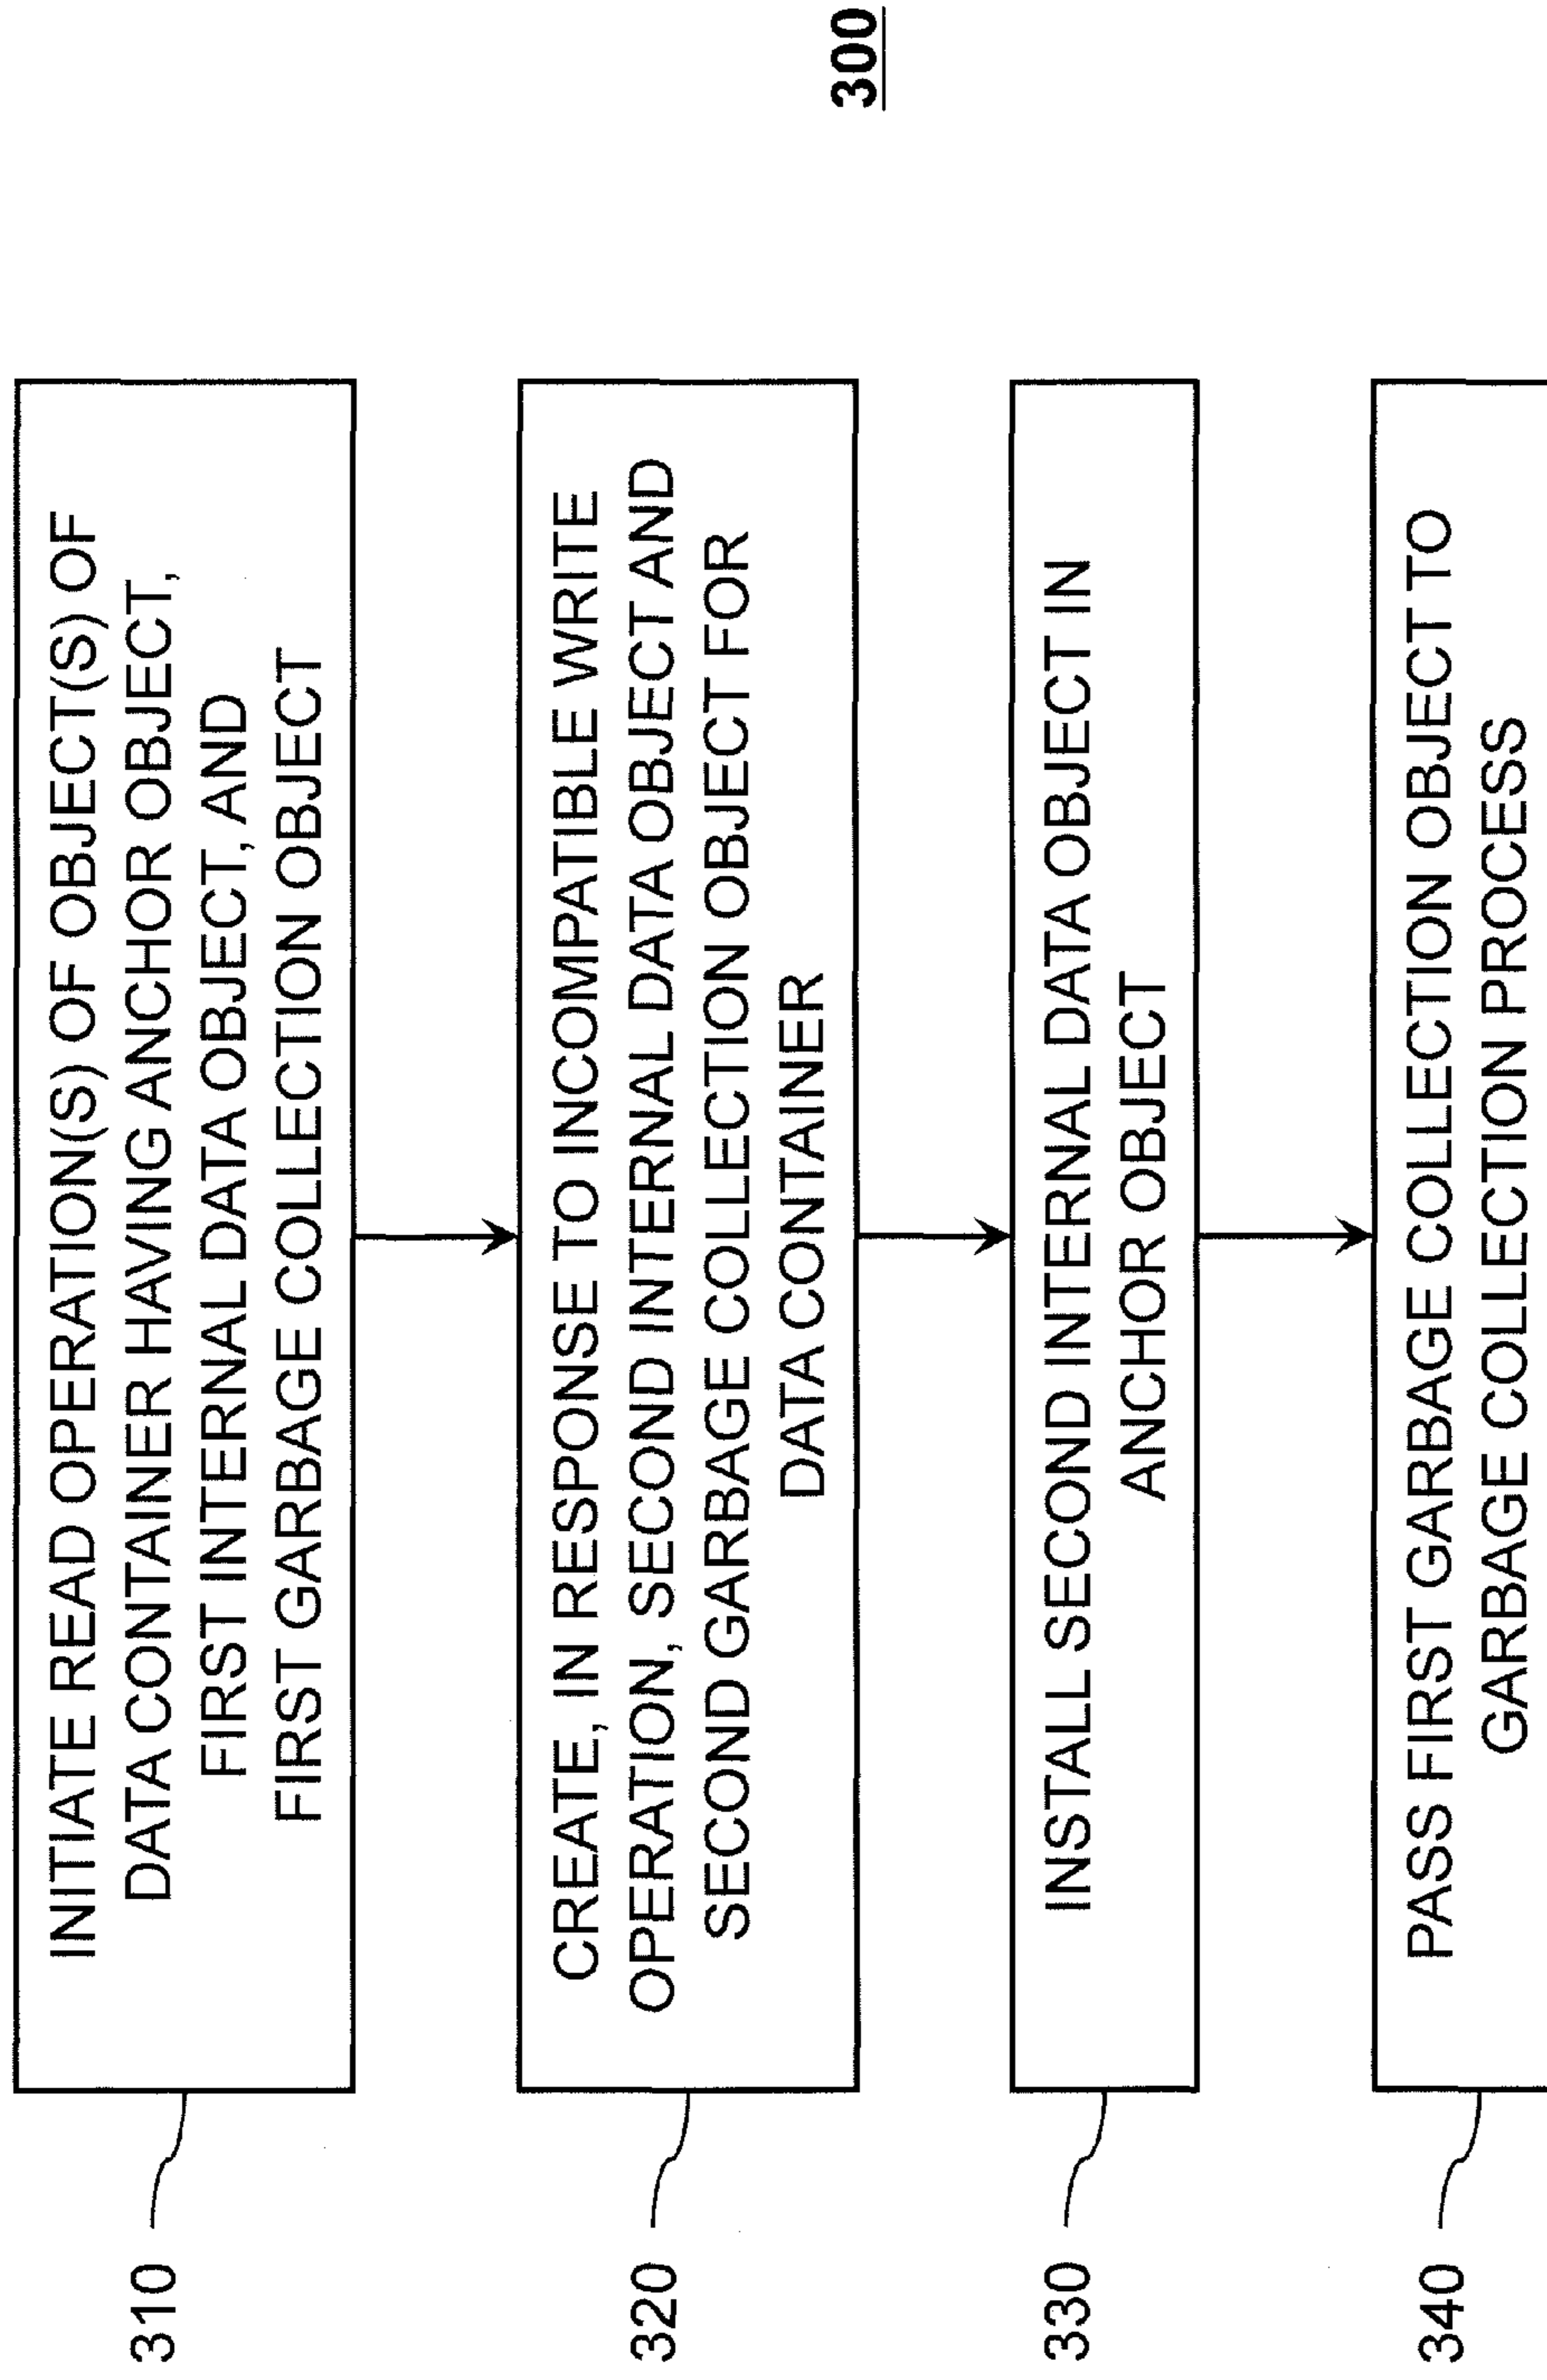 310
INITIATE READ OPERATION(S) OF OBJECT(S) OF
DATA CONTAINER HAVING ANCHOR OBJECT,
FIRST INTERNAL DATA OBJECT, AND
FIRST GARBAGE COLLECTION OBJECT
320
CREATE, IN RESPONSE TO INCOMPATIBLE WRITE
OPERATION, SECOND INTERNAL DATA OBJECT AND
SECOND GARBAGE COLLECTION OBJECT FOR
DATA CONTAINER
330
INSTALL SECOND INTERNAL DATA OBJECT IN
ANCHOR OBJECT
340
PASS FIRST GARBAGE COLLECTION OBJECT TO
GARBAGE COLLECTION PROCESS
300